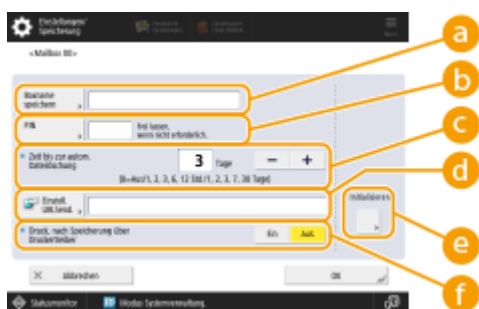 Einstellungen/
Speicherung
<Mailbox 00>
a
Boxname
speichern
b
PIN
frei lassen,
wenn nicht erforderlich.
c
Zeit bis zur autom.
Dateilöschung
3 Tage − +
(0=Aus/1, 2, 3, 6, 12 Std./1, 2, 3, 7, 30 Tage)
d
Einstell.
URL Send.
Initialisieren
e
Druck. nach Speicherung über
Druckertreiber
Ein Aus
f
× Abbrechen
OK
Statusmonitor
ID Modus Systemverwaltung.